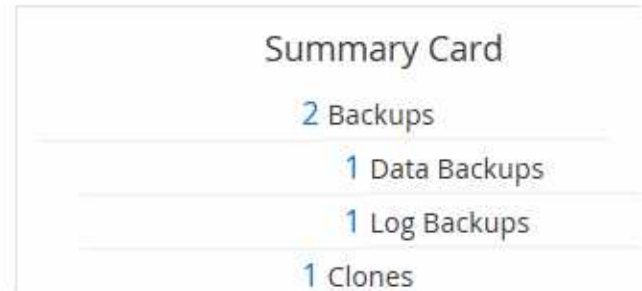 Summary Card
2 Backups
1 Data Backups
1 Log Backups
1 Clones